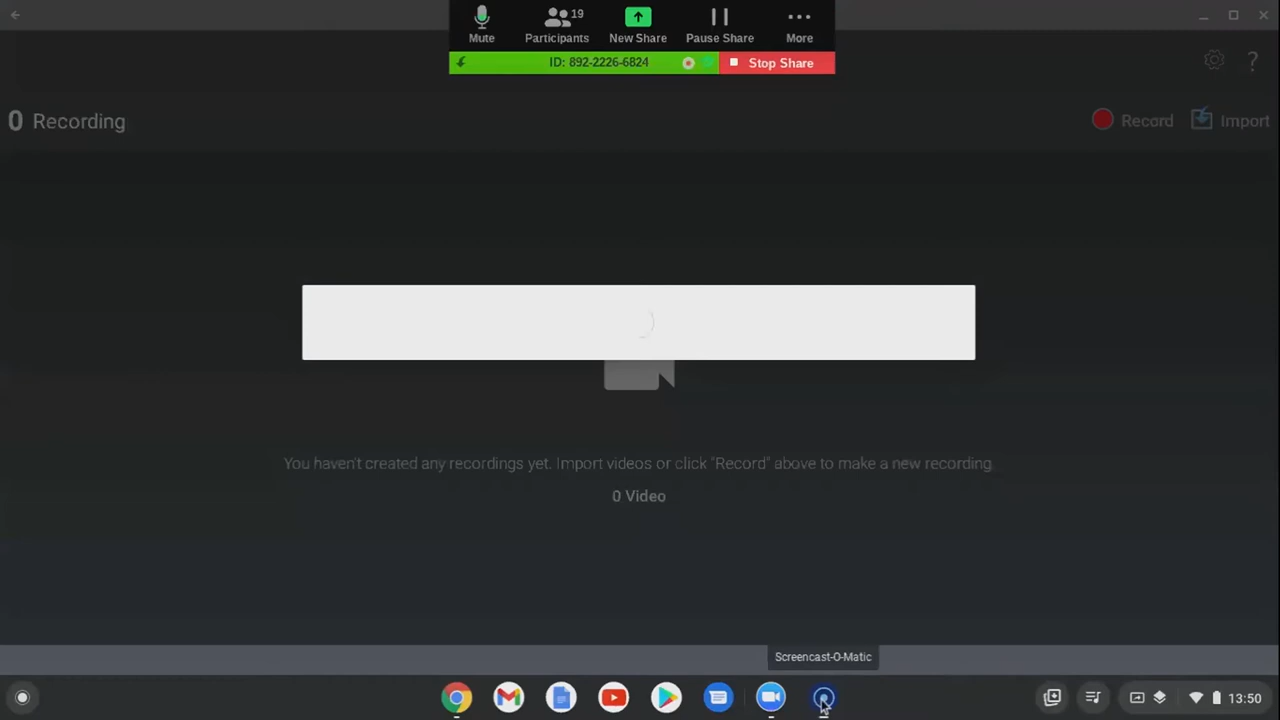 19
Mute
Participants
New Share
Pause Share
More
ID: 892-2226-6824
Stop Share
?
0 Recording
Record
Import
You haven't created any recordings yet. Import videos or click "Record" above to make a new recording.
0 Video
Screencast-O-Matic
13:50